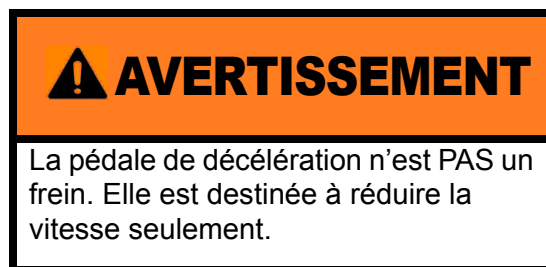 AVERTISSEMENT
La pédale de décélération n’est PAS un
frein. Elle est destinée à réduire la
vitesse seulement.